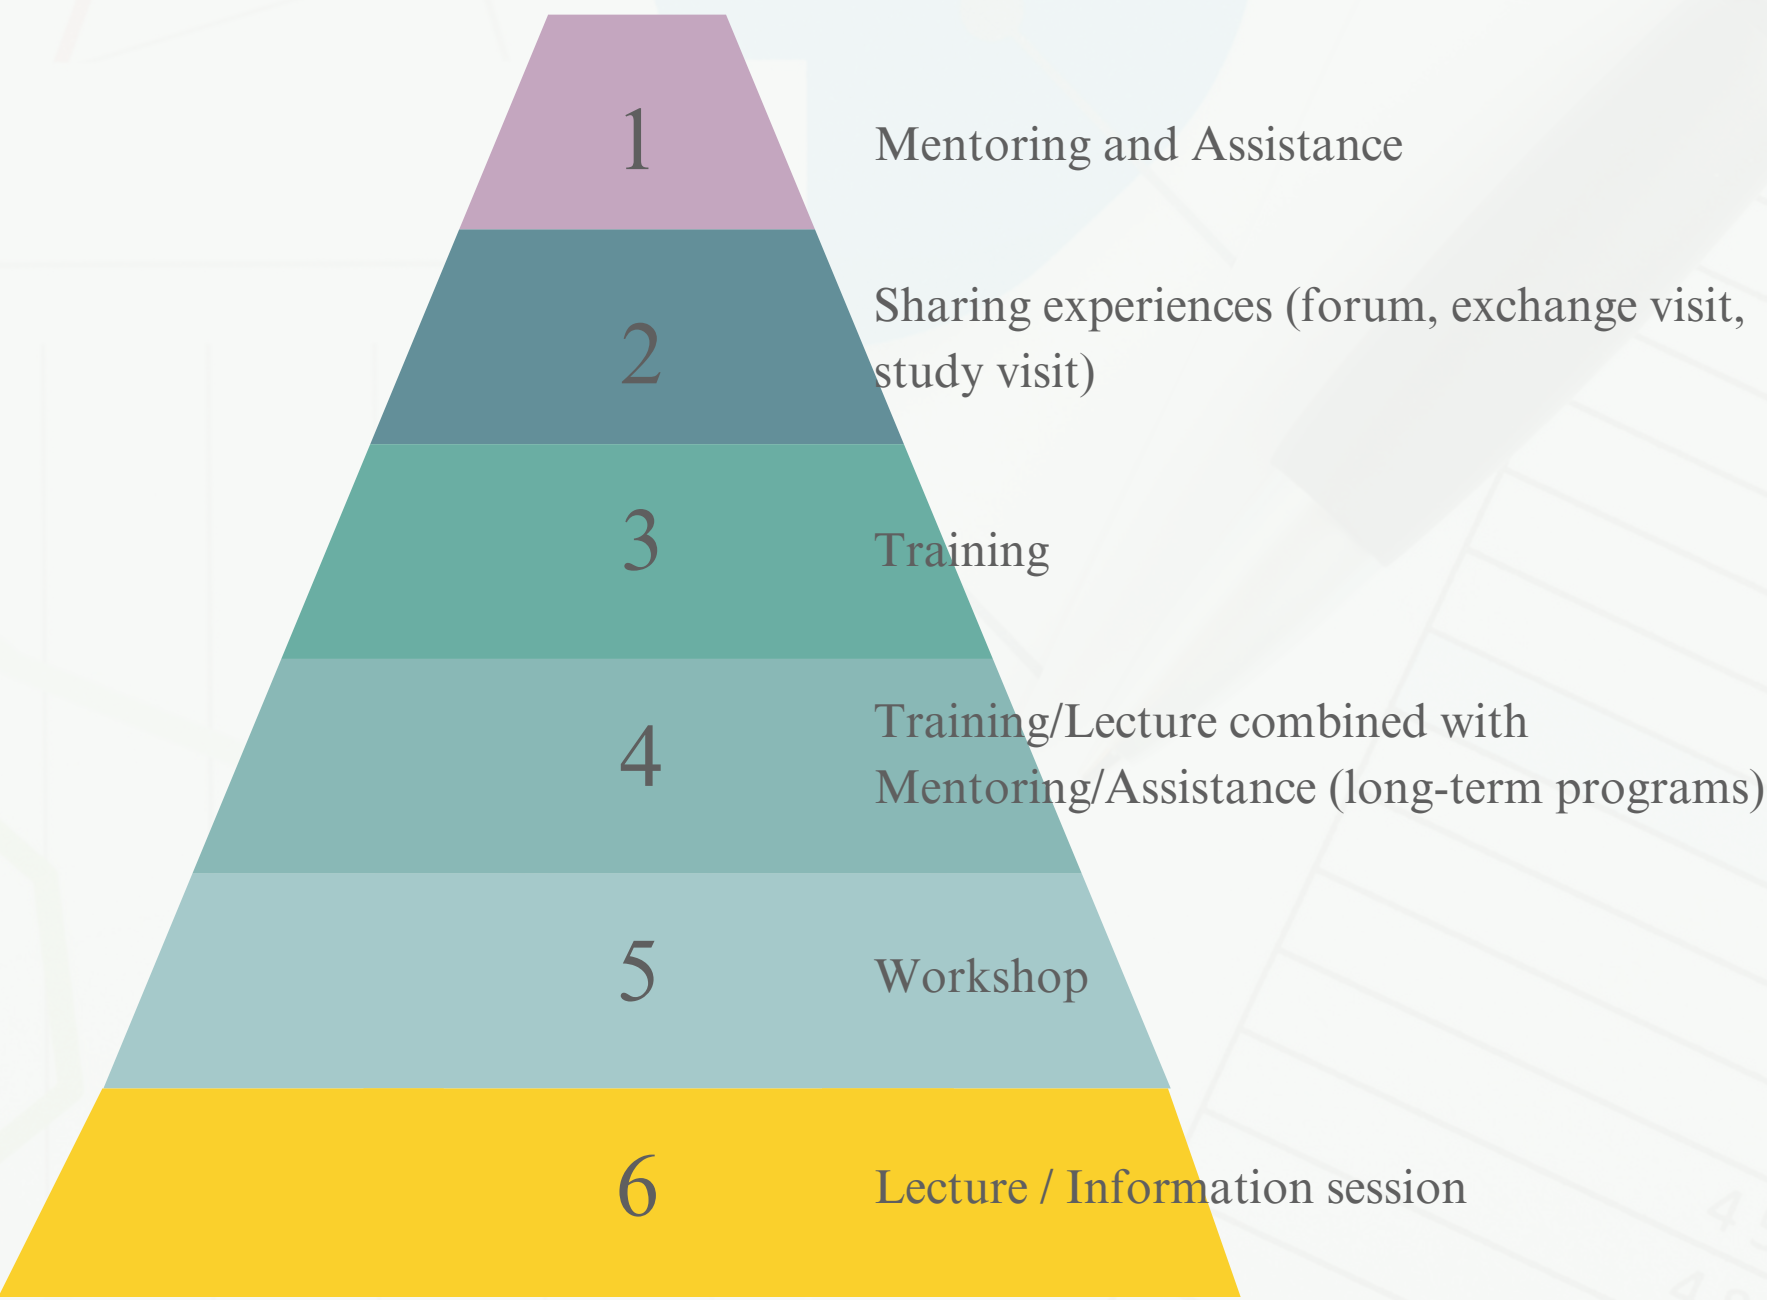 1
Mentoring and Assistance
2
Sharing experiences (forum, exchange visit,
study visit)
3
Training
4
Training/Lecture combined with
Mentoring/Assistance (long-term programs)
5
Workshop
6
Lecture / Information session